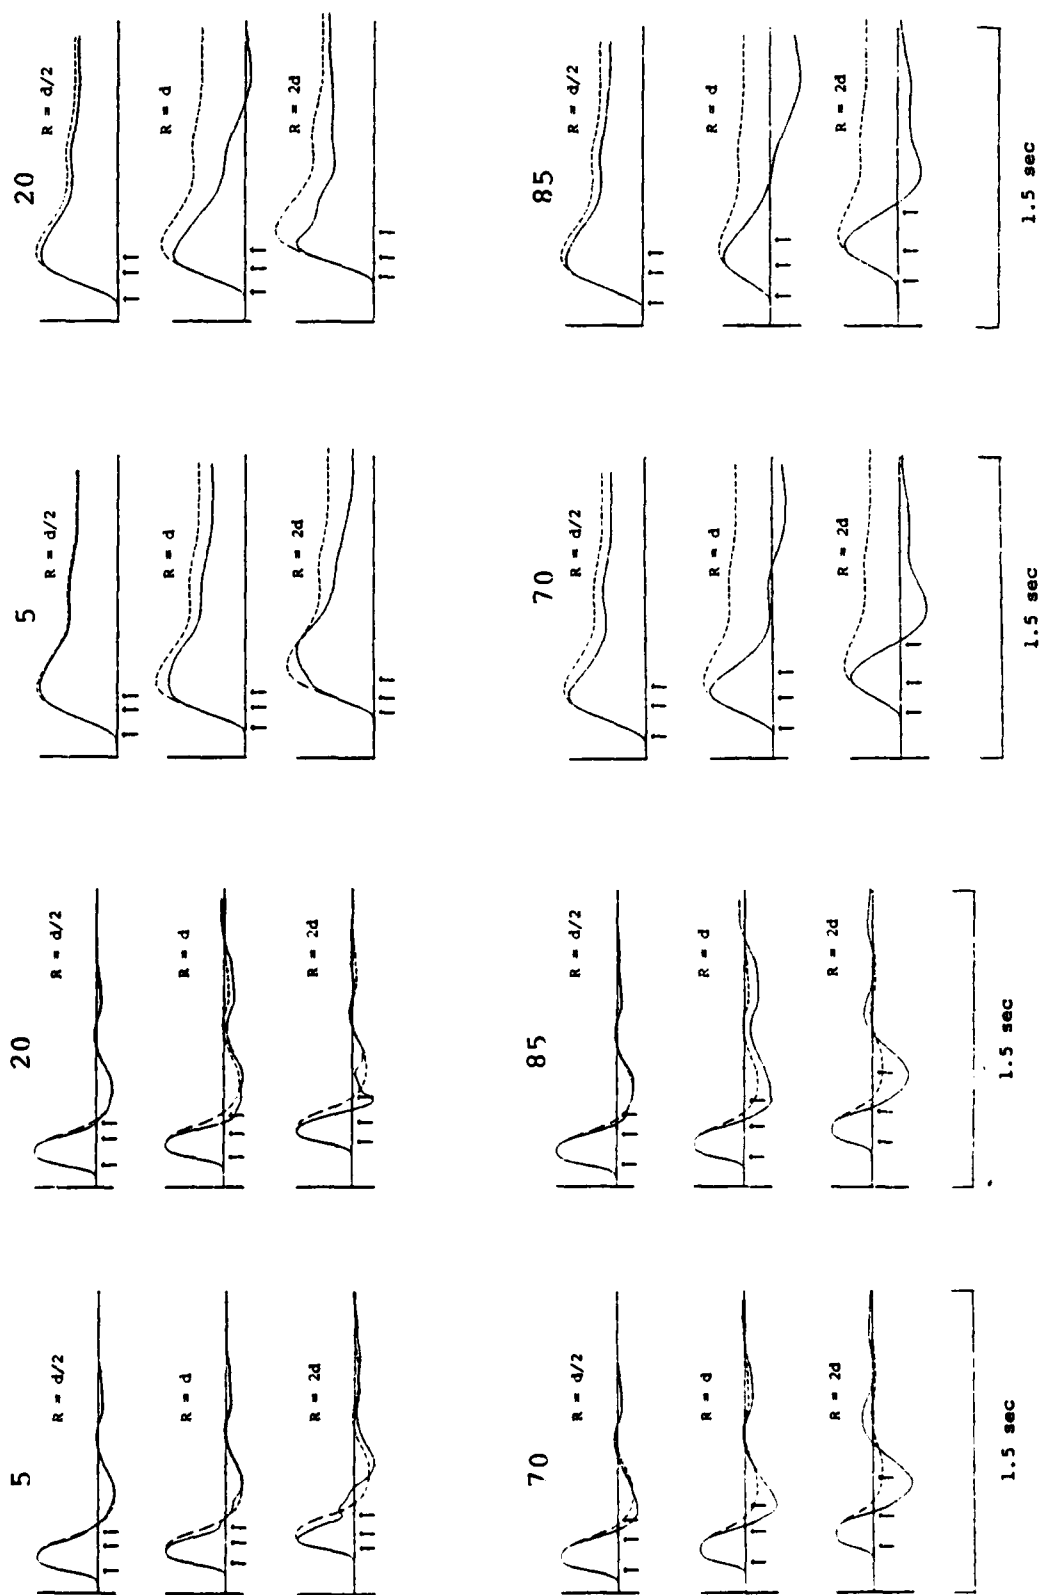 20
R = d/2
R = d
R = 2d
85
R = d/2
R = d
R = 2d
1.5 sec
5
R = d/2
R = d
R = 2d
70
R = d/2
R = d
R = 2d
1.5 sec
20
R = d/2
R = d
R = 2d
85
R = d/2
R = d
R = 2d
1.5 sec
5
R = d/2
R = d
R = 2d
70
R = d/2
R = d
R = 2d
1.5 sec